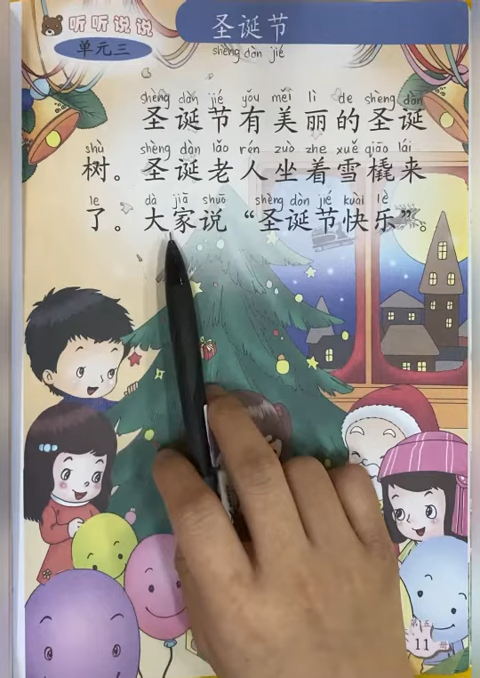 听听说说
单元三
圣诞节
shèng dàn jié
shèng dàn jié yǒu měi lì de shèng dàn
圣诞节有美丽的圣诞
shù shèng dàn lǎo rén zuò zhe xuě qiāo lái
树。圣诞老人坐着雪橇来
le dà jiā shuō shèng dàn jié kuài lè
了。大家说“圣诞节快乐”。
第五
11
册